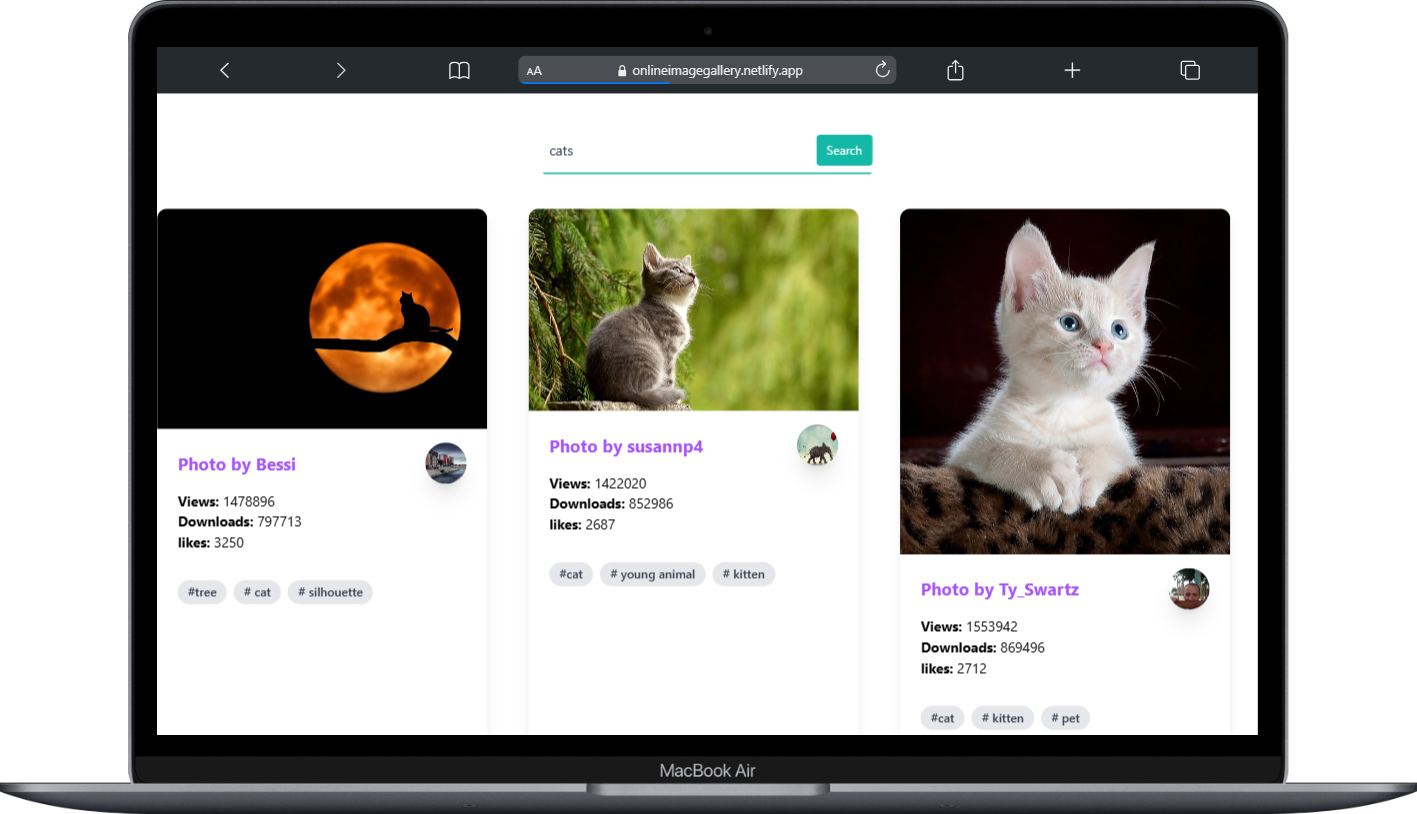 AA onlineimagegallery.netlify.app
cats Search
Photo by Bessi
Views: 1478896
Downloads: 797713
likes: 3250
#tree # cat # silhouette
Photo by susannp4
Views: 1422020
Downloads: 852986
likes: 2687
#cat # young animal # kitten
Photo by Ty_Swartz
Views: 1553942
Downloads: 869496
likes: 2712
#cat # kitten # pet
MacBook Air